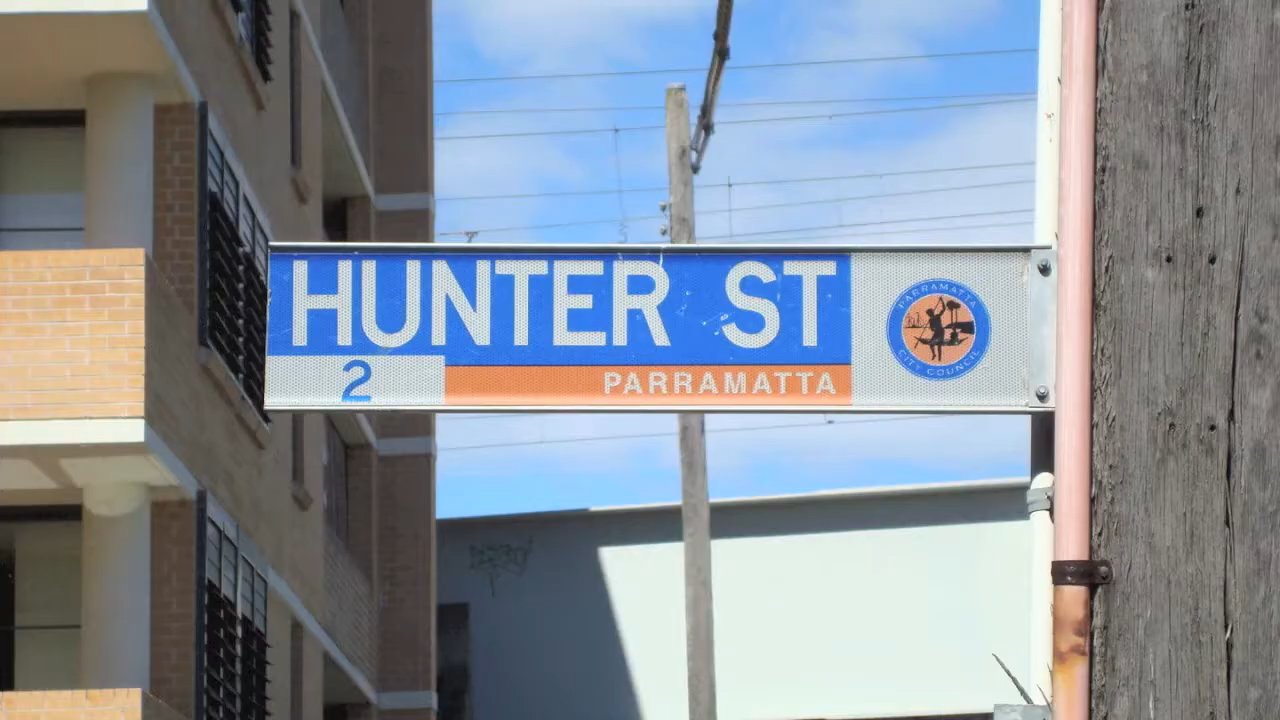 HUNTER ST
2
PARRAMATTA
PARRAMATTA
CITY COUNCIL